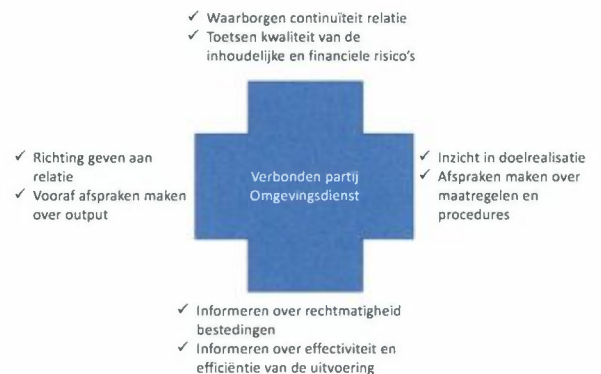 ✓ Waarborgen continuïteit relatie
✓ Toetsen kwaliteit van de
inhoudelijke en financiele risico's
✓ Richting geven aan
relatie
✓ Vooraf afspraken maken
over output
Verbonden partij
Omgevingsdienst
✓ Inzicht in doelrealisatie
✓ Afspraken maken over
maatregelen en
procedures
✓ Informeren over rechtmatigheid
bestedingen
✓ Informeren over effectiviteit en
efficiëntie van de uitvoering